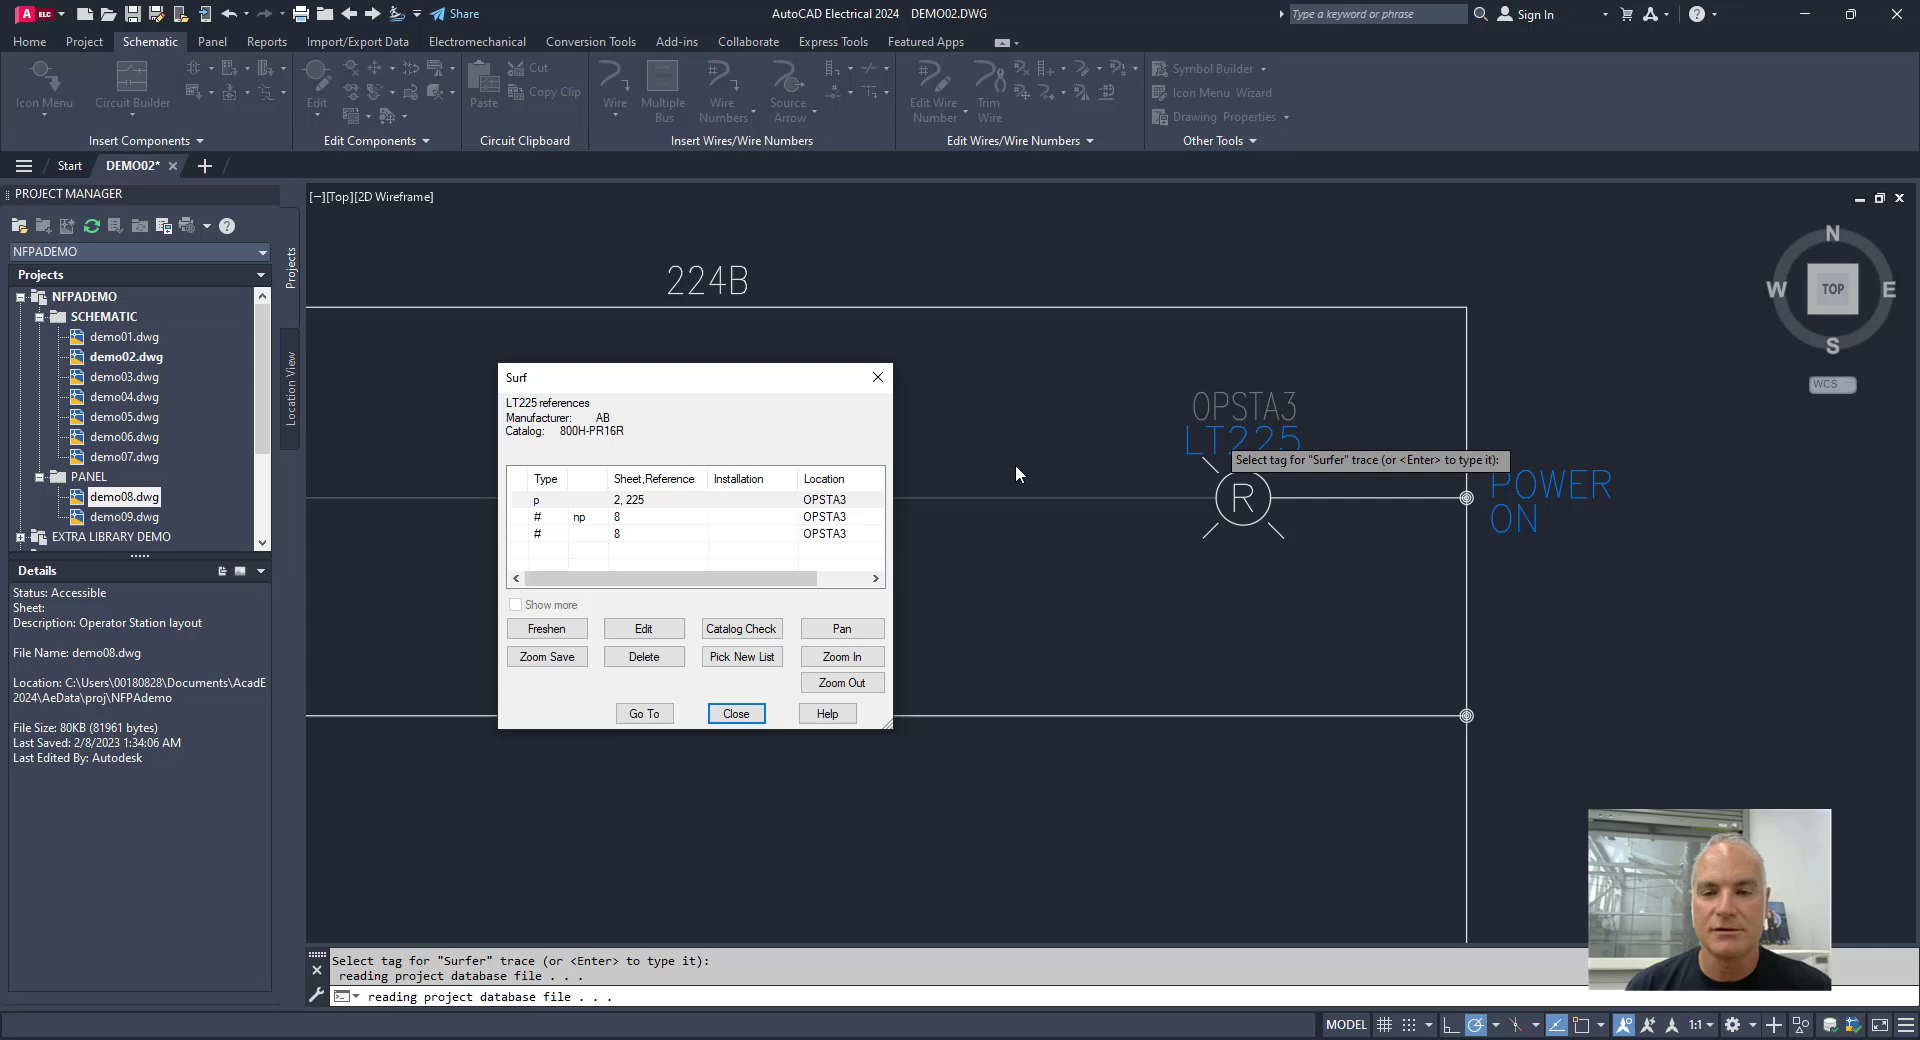 A ELC
Share
AutoCAD Electrical 2024 DEMO02.DWG
Type a keyword or phrase
Sign In
Home Project Schematic Panel Reports Import/Export Data Electromechanical Conversion Tools Add-ins Collaborate Express Tools Featured Apps
Icon Menu
Circuit Builder
Edit
Paste
Cut
Copy Clip
Wire
Multiple Bus
Wire Numbers
Source Arrow
Edit Wire Number
Trim Wire
Symbol Builder
Icon Menu Wizard
Drawing Properties
Insert Components
Edit Components
Circuit Clipboard
Insert Wires/Wire Numbers
Edit Wires/Wire Numbers
Other Tools
Start
DEMO02*
PROJECT MANAGER
NFPADEMO
Projects
NFPADEMO
SCHEMATIC
demo01.dwg
demo02.dwg
demo03.dwg
demo04.dwg
demo05.dwg
demo06.dwg
demo07.dwg
PANEL
demo08.dwg
demo09.dwg
EXTRA LIBRARY DEMO
Projects
Location View
Details
Status: Accessible
Sheet:
Description: Operator Station layout
File Name: demo08.dwg
Location: C:\Users\00180828\Documents\AcadE
2024\AeData\proj\NFPAdemo
File Size: 80KB (81961 bytes)
Last Saved: 2/8/2023 1:34:06 AM
Last Edited By: Autodesk
[−][Top][2D Wireframe]
224B
N
W TOP E
S
WCS
OPSTA3
LT225
Select tag for "Surfer" trace (or <Enter> to type it):
R
POWER
ON
Surf
LT225 references
Manufacturer: AB
Catalog: 800H-PR16R
Type Sheet,Reference Installation Location
p 2, 225 OPSTA3
# np 8 OPSTA3
# 8 OPSTA3
Show more
Freshen Edit Catalog Check Pan
Zoom Save Delete Pick New List Zoom In
Zoom Out
Go To Close Help
Select tag for "Surfer" trace (or <Enter> to type it):
reading project database file . . .
reading project database file . . .
MODEL
1:1